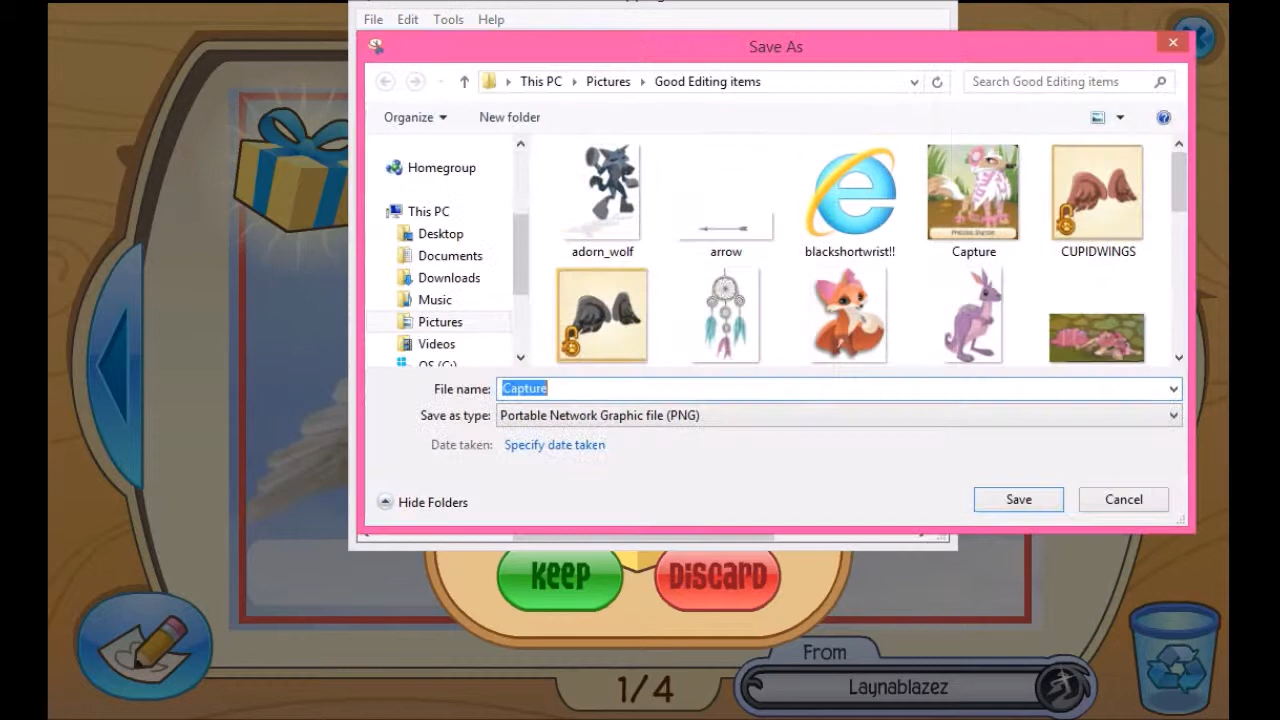 File Edit Tools Help
Save As
This PC Pictures Good Editing items
Search Good Editing items
Organize New folder
Homegroup
This PC
Desktop
Documents
Downloads
Music
Pictures
Videos
OS (C:)
adorn_wolf arrow blackshortwrist!! Capture CUPIDWINGS
File name: Capture
Save as type: Portable Network Graphic file (PNG)
Date taken: Specify date taken
Hide Folders
Save Cancel
KEEP DISCARD
From
1/4 Laynablazez